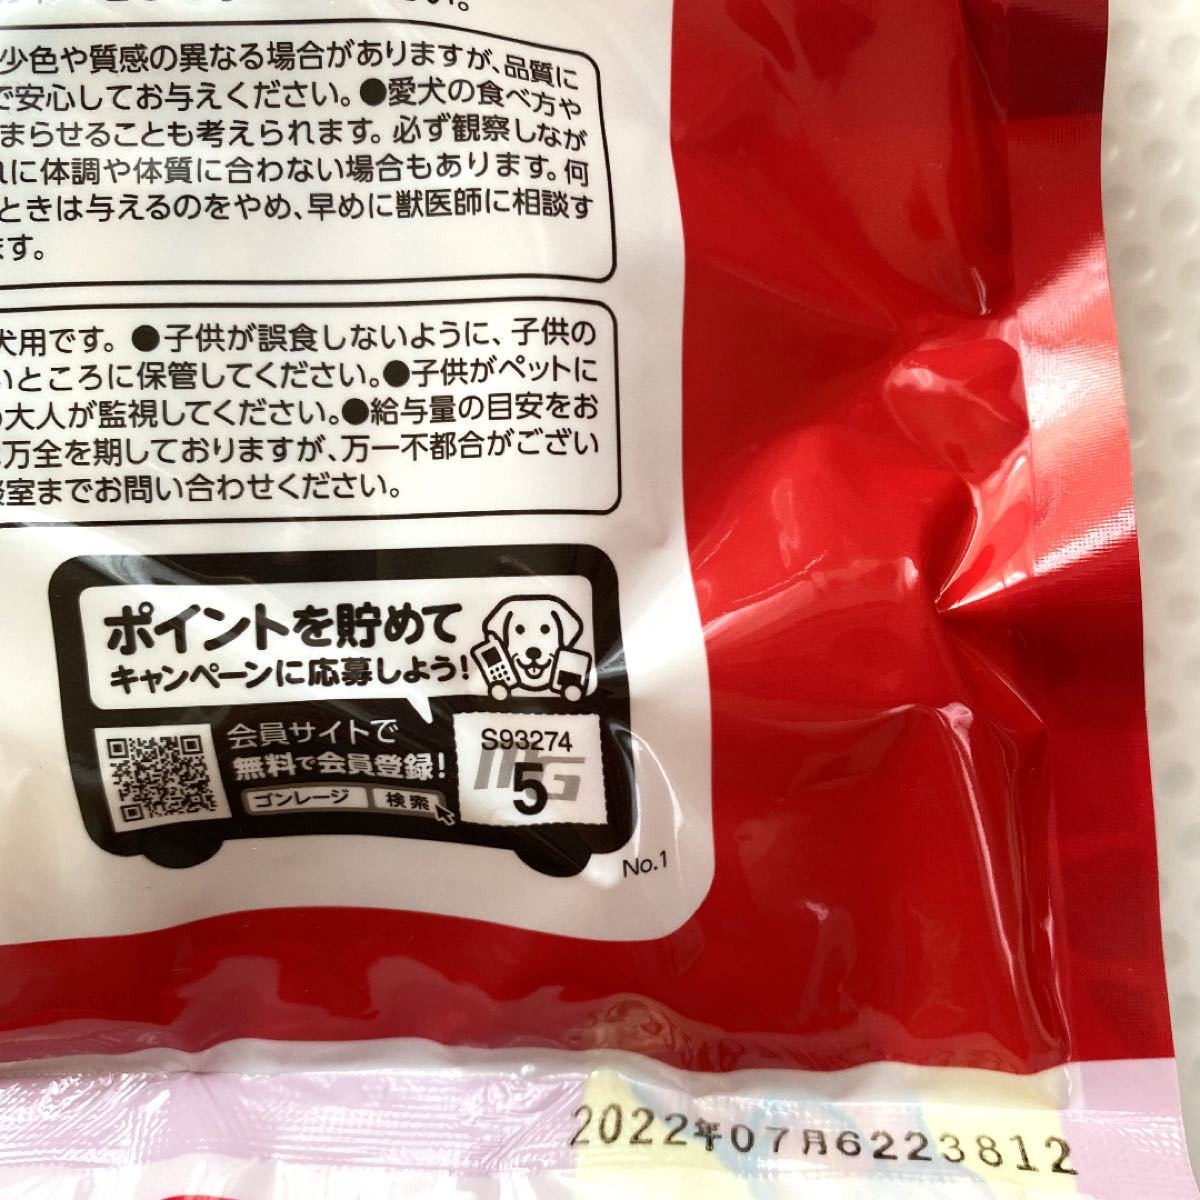 少色や質感の異なる場合がありますが、品質に
で安心してお与えください。●愛犬の食べ方や
まらせることも考えられます。必ず観察しなが
れに体調や体質に合わない場合もあります。何
ときは与えるのをやめ、早めに獣医師に相談す
ます。
犬用です。●子供が誤食しないように、子供の
いところに保管してください。●子供がペットに
大人が監視してください。●給与量の目安をお
万全を期しておりますが、万一不都合がござい
談室までお問い合わせください。
ポイントを貯めて
キャンペーンに応募しよう!
会員サイトで
無料で会員登録!
ゴンレージ 検索
S93274
5
No.1
2022年07月6223812